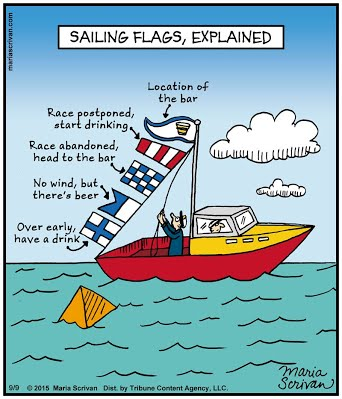 SAILING FLAGS, EXPLAINED
mariascrivan.com
Location of
the bar
Race postponed,
start drinking
Race abandoned,
head to the bar
No wind, but
there's beer
Over early,
have a drink
Maria
Scrivan
9/9 © 2015 Maria Scrivan Dist. by Tribune Content Agency, LLC.